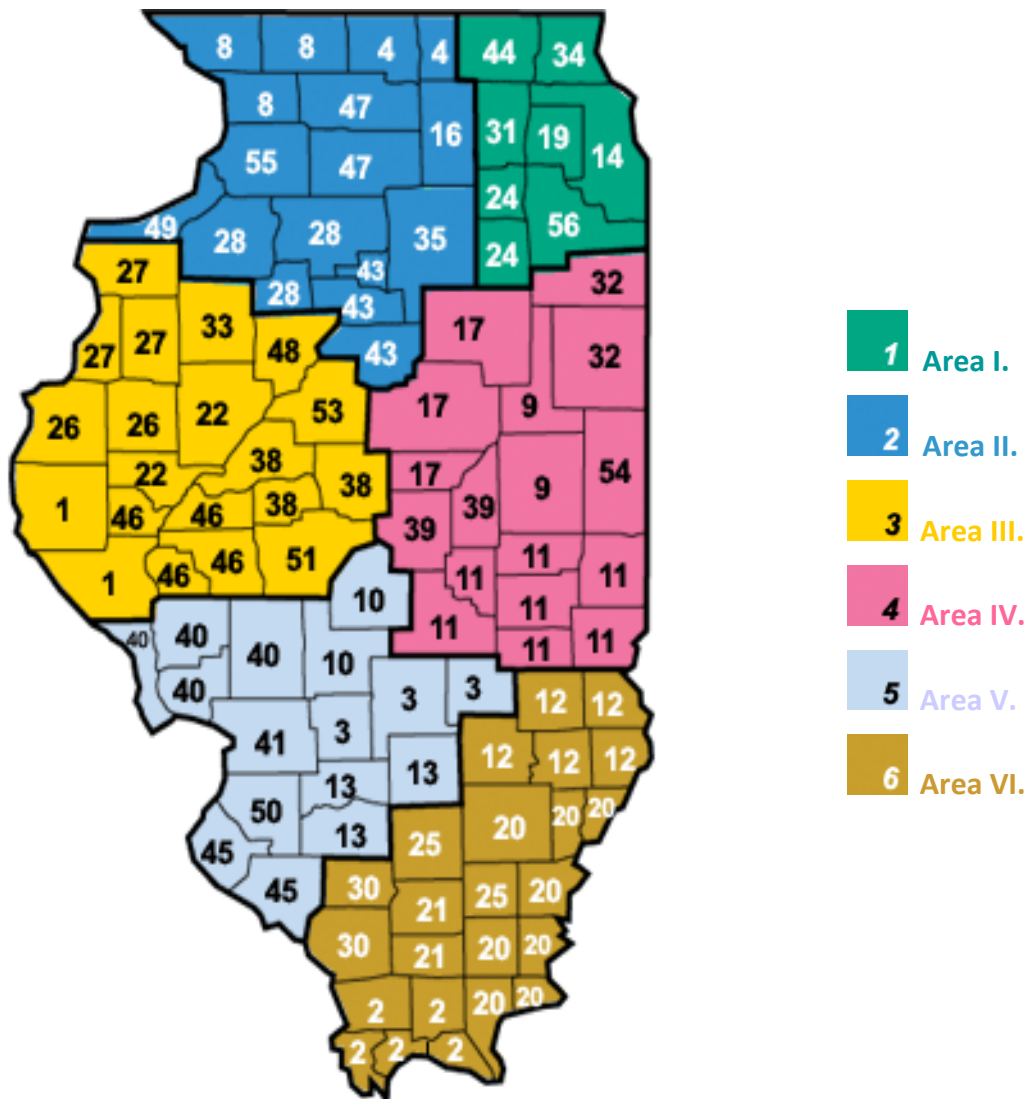 8 8 4 4 44 34
8 47 16 31 19 14
55 47 24
49 28 28 35 56
24
27 43 32
28 43
33 17
27 27 48 43 32
26 26 22 53 17 9
38 54
22 17 9
1 46 46 38 38 39 39
46 46 51 11 11
1 10 11 11
40 40 40 10 11 11 11
40 3 3 12 12
41 3 12 12 12
13 13
50 13 20 20 20
45 25
45 30 25 20
21
30 21 20 20
2 2 20 20
2 2 2
1 Area I.
2 Area II.
3 Area III.
4 Area IV.
5 Area V.
6 Area VI.